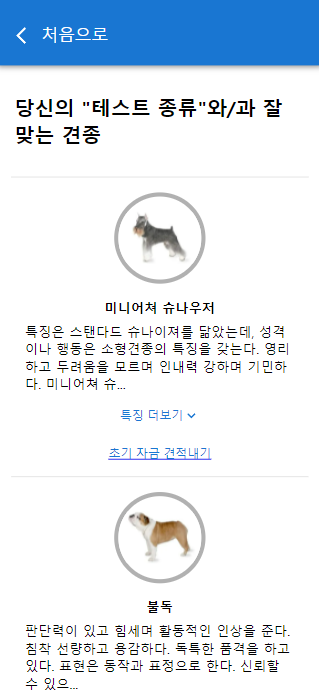 처음으로
당신의 "테스트 종류"와/과 잘
맞는 견종
미니어쳐 슈나우저
특징은 스탠다드 슈나이져를 닮았는데, 성격
이나 행동은 소형견종의 특징을 갖는다. 영리
하고 두려움을 모르며 인내력 강하며 기민하
다. 미니어쳐 슈...
특징 더보기
초기 자금 견적내기
불독
판단력이 있고 힘세며 활동적인 인상을 준다.
침착 선량하고 용감하다. 독특한 품격을 하고
있다. 표현은 동작과 표정으로 한다. 신뢰할
수 있으...